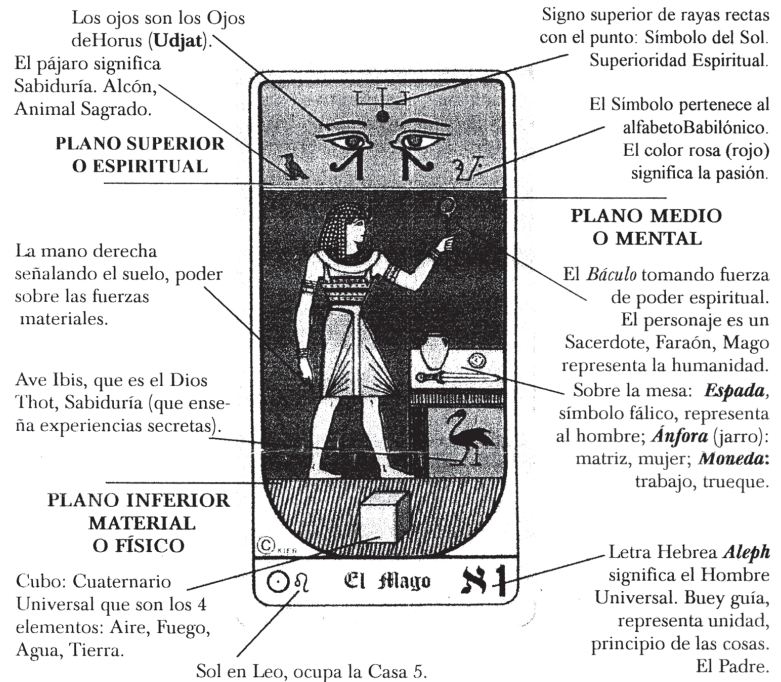 Los ojos son los Ojos
deHorus (Udjat).
El pájaro significa
Sabiduría. Alcón,
Animal Sagrado.
PLANO SUPERIOR
O ESPIRITUAL
La mano derecha
señalando el suelo, poder
sobre las fuerzas
materiales.
Ave Ibis, que es el Dios
Thot, Sabiduría (que ense-
ña experiencias secretas).
PLANO INFERIOR
MATERIAL
O FÍSICO
Cubo: Cuaternario
Universal que son los 4
elementos: Aire, Fuego,
Agua, Tierra.
Sol en Leo, ocupa la Casa 5.
Signo superior de rayas rectas
con el punto: Símbolo del Sol.
Superioridad Espiritual.
El Símbolo pertenece al
alfabetoBabilónico.
El color rosa (rojo)
significa la pasión.
PLANO MEDIO
O MENTAL
El Báculo tomando fuerza
de poder espiritual.
El personaje es un
Sacerdote, Faraón, Mago
representa la humanidad.
Sobre la mesa: Espada,
símbolo fálico, representa
al hombre; Ánfora (jarro):
matriz, mujer; Moneda:
trabajo, trueque.
Letra Hebrea Aleph
significa el Hombre
Universal. Buey guía,
representa unidad,
principio de las cosas.
El Padre.
© KIER
☉♌ El Mago א1